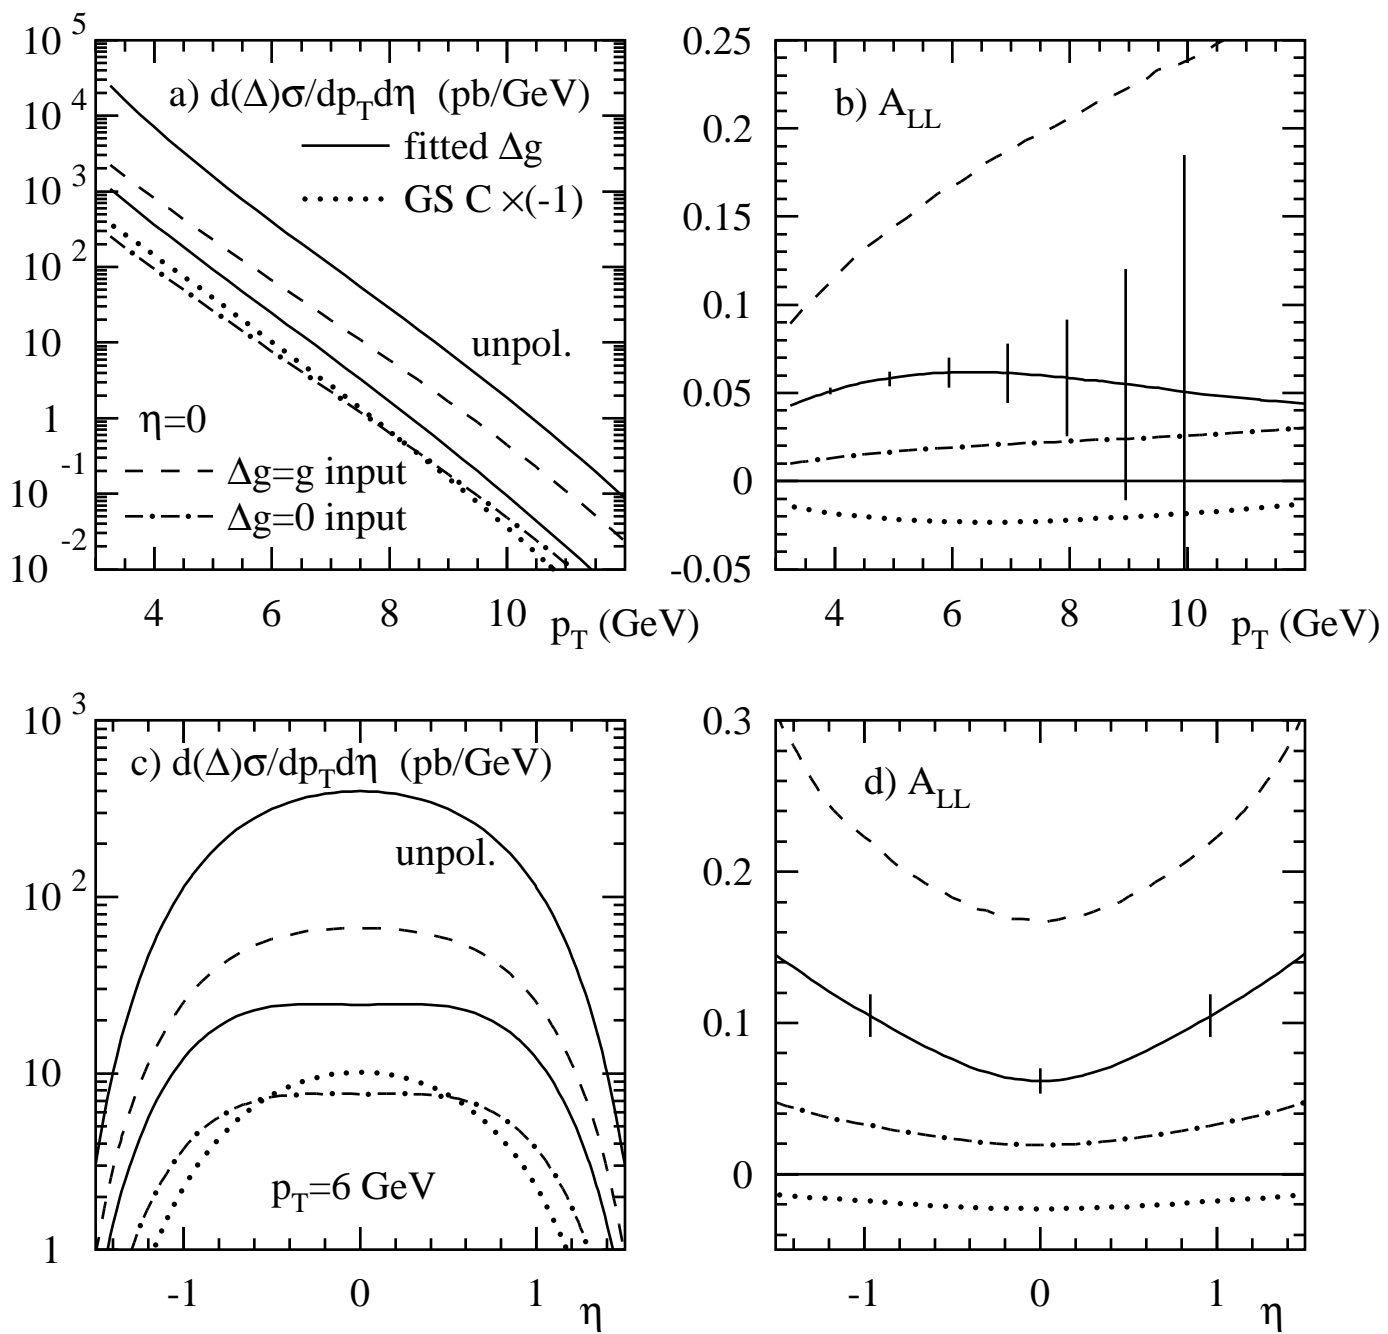 a) d(Δ)σ/dp_T dη (pb/GeV)
fitted Δg
GS C ×(-1)
unpol.
η=0
Δg=g input
Δg=0 input
10^5
10^4
10^3
10^2
10
1
10^-1
10^-2
4 6 8 10
p_T (GeV)
b) A_LL
0.25
0.2
0.15
0.1
0.05
0
-0.05
4 6 8 10
p_T (GeV)
c) d(Δ)σ/dp_T dη (pb/GeV)
unpol.
p_T=6 GeV
10^3
10^2
10
1
-1 0 1
η
d) A_LL
0.3
0.2
0.1
0
-1 0 1
η